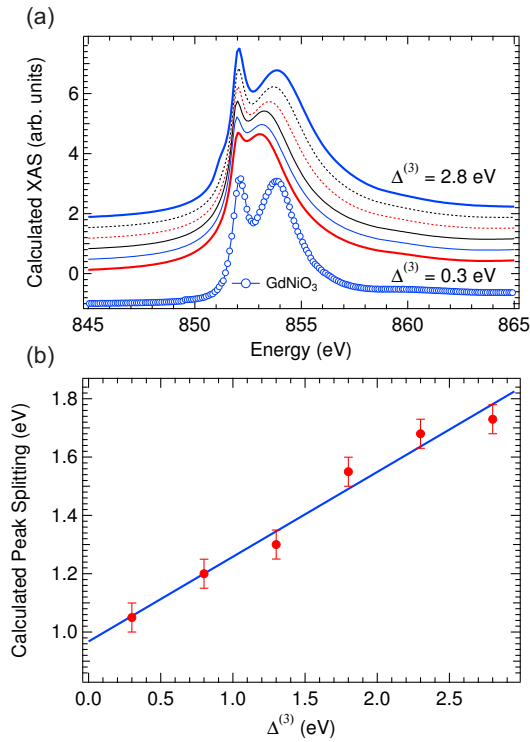 (a)
Calculated XAS (arb. units)
6
4
2
0
Δ(3) = 2.8 eV
Δ(3) = 0.3 eV
GdNiO3
845 850 855 860 865
Energy (eV)
(b)
Calculated Peak Splitting (eV)
1.8
1.6
1.4
1.2
1.0
0.0 0.5 1.0 1.5 2.0 2.5
Δ(3) (eV)